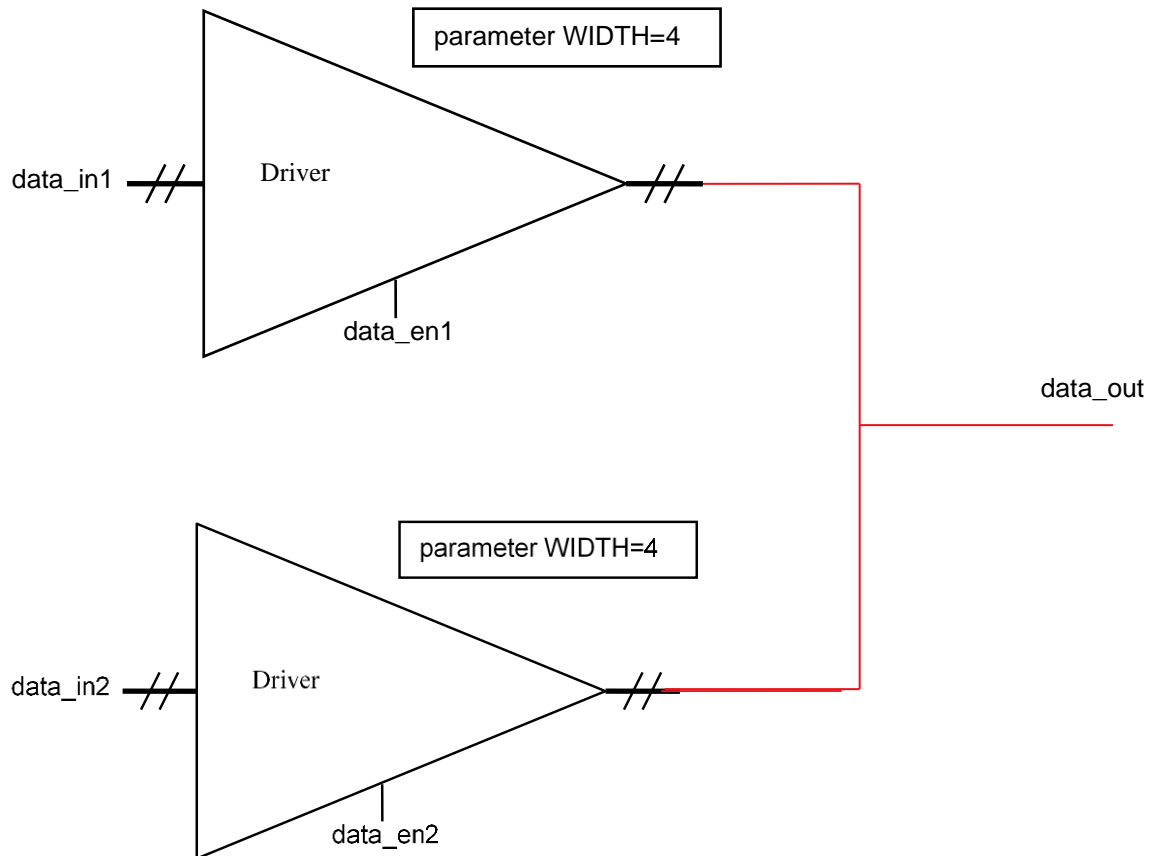 parameter WIDTH=4
Driver
data_in1
data_en1
data_out
parameter WIDTH=4
Driver
data_in2
data_en2